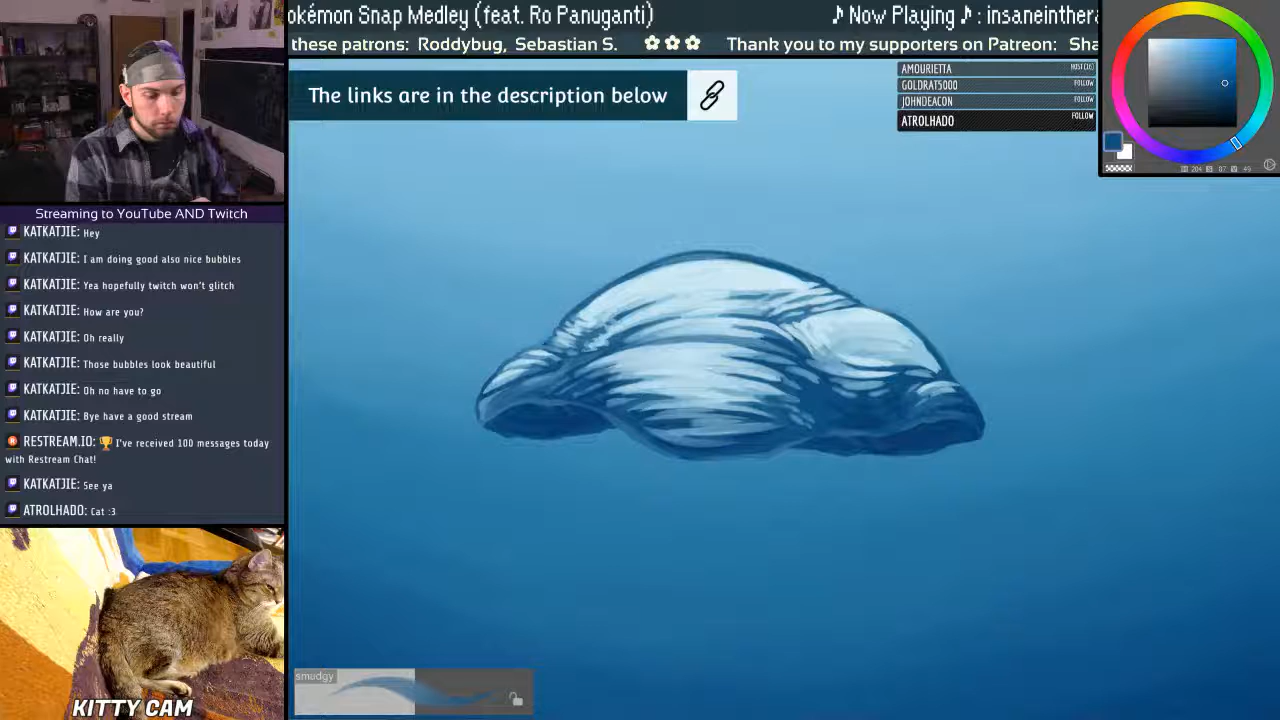 okémon Snap Medley (feat. Ro Panuganti)
♪ Now Playing ♪ : insaneinthera
these patrons: Roddybug, Sebastian S. ✿ ✿ ✿ Thank you to my supporters on Patreon: Sha
The links are in the description below
AMOURIETTA HOST(16)
GOLDRAT5000 FOLLOW
JOHNDEACON FOLLOW
ATROLHADO FOLLOW
Streaming to YouTube AND Twitch
KATKATJIE: Hey
KATKATJIE: I am doing good also nice bubbles
KATKATJIE: Yea hopefully twitch won't glitch
KATKATJIE: How are you?
KATKATJIE: Oh really
KATKATJIE: Those bubbles look beautiful
KATKATJIE: Oh no have to go
KATKATJIE: Bye have a good stream
RESTREAM.IO: 🏆 I've received 100 messages today
with Restream Chat!
KATKATJIE: See ya
ATROLHADO: Cat :3
KITTY CAM
smudgy